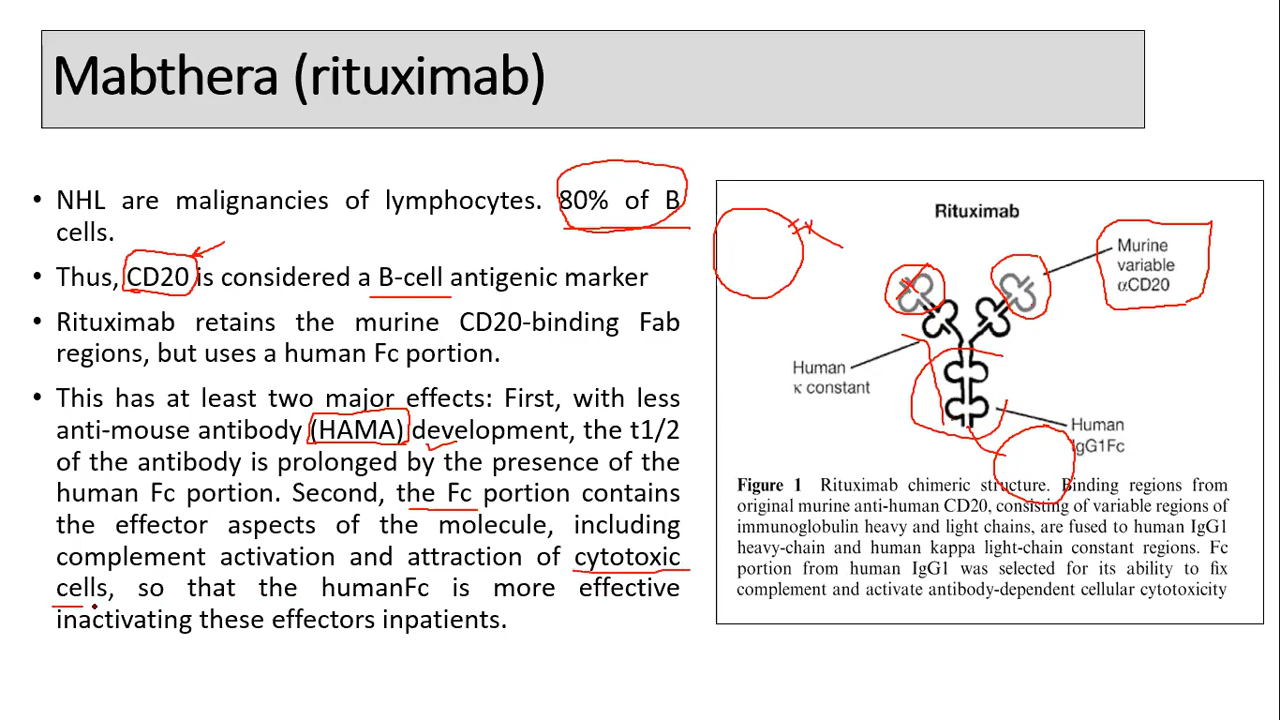 Mabthera (rituximab)
• NHL are malignancies of lymphocytes. 80% of B
cells.
• Thus, CD20 is considered a B-cell antigenic marker
• Rituximab retains the murine CD20-binding Fab
regions, but uses a human Fc portion.
• This has at least two major effects: First, with less
anti-mouse antibody (HAMA) development, the t1/2
of the antibody is prolonged by the presence of the
human Fc portion. Second, the Fc portion contains
the effector aspects of the molecule, including
complement activation and attraction of cytotoxic
cells, so that the humanFc is more effective
inactivating these effectors inpatients.
Rituximab
Murine
variable
αCD20
Human
κ constant
Human
IgG1Fc
Figure 1 Rituximab chimeric structure. Binding regions from
original murine anti-human CD20, consisting of variable regions of
immunoglobulin heavy and light chains, are fused to human IgG1
heavy-chain and human kappa light-chain constant regions. Fc
portion from human IgG1 was selected for its ability to fix
complement and activate antibody-dependent cellular cytotoxicity